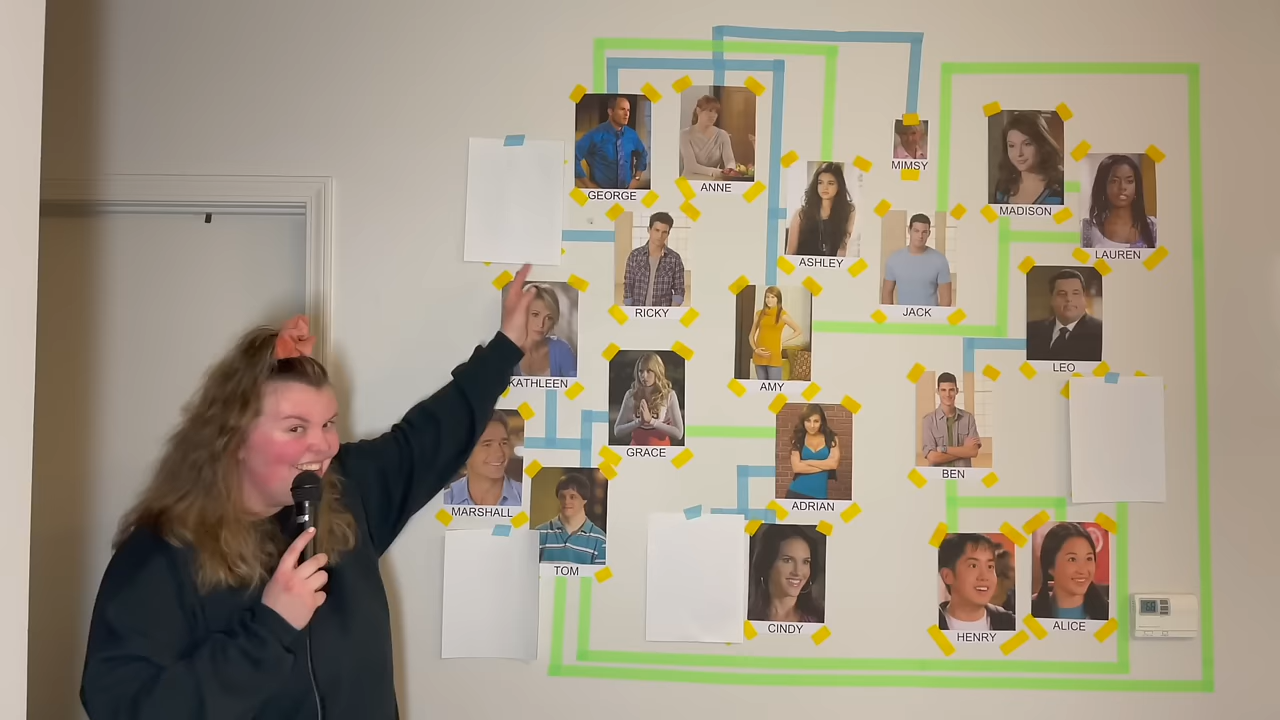 GEORGE
ANNE
MIMSY
MADISON
ASHLEY
LAUREN
RICKY
JACK
KATHLEEN
AMY
LEO
GRACE
BEN
MARSHALL
ADRIAN
TOM
CINDY
HENRY
ALICE